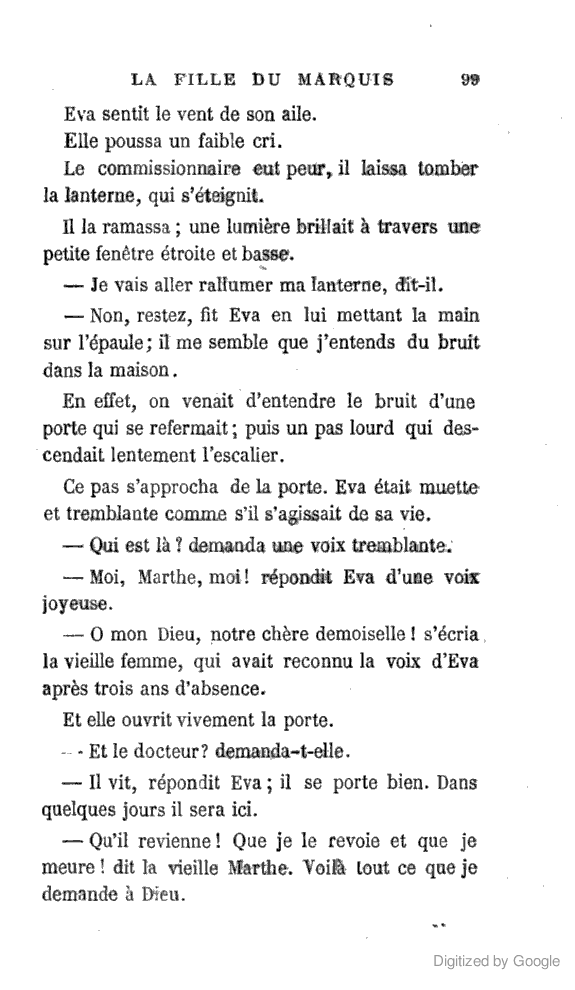 LA FILLE DU MARQUIS 99
Eva sentit le vent de son aile.
Elle poussa un faible cri.
Le commissionnaire eut peur, il laissa tomber
la lanterne, qui s'éteignit.
Il la ramassa ; une lumière brillait à travers une
petite fenêtre étroite et basse.
— Je vais aller rallumer ma lanterne, dit-il.
— Non, restez, fit Eva en lui mettant la main
sur l'épaule ; il me semble que j'entends du bruit
dans la maison.
En effet, on venait d'entendre le bruit d'une
porte qui se refermait ; puis un pas lourd qui des-
cendait lentement l'escalier.
Ce pas s'approcha de la porte. Eva était muette
et tremblante comme s'il s'agissait de sa vie.
— Qui est là ? demanda une voix tremblante.
— Moi, Marthe, moi ! répondit Eva d'une voix
joyeuse.
— O mon Dieu, notre chère demoiselle ! s'écria
la vieille femme, qui avait reconnu la voix d'Eva
après trois ans d'absence.
Et elle ouvrit vivement la porte.
— Et le docteur ? demanda-t-elle.
— Il vit, répondit Eva ; il se porte bien. Dans
quelques jours il sera ici.
— Qu'il revienne ! Que je le revoie et que je
meure ! dit la vieille Marthe. Voilà tout ce que je
demande à Dieu.
Digitized by Google